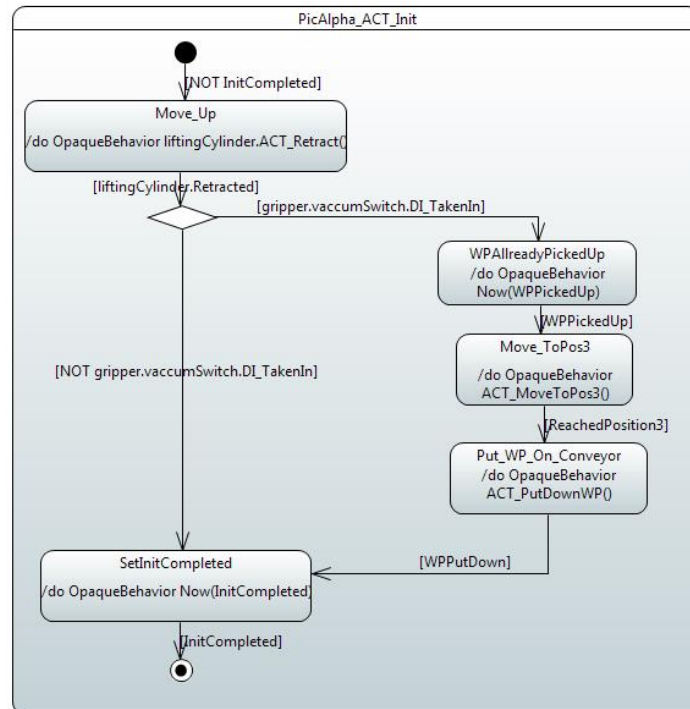 PicAlpha_ACT_Init
[NOT InitCompleted]
Move_Up
/do OpaqueBehavior liftingCylinder.ACT_Retract()
[liftingCylinder.Retracted]
[gripper.vaccumSwitch.DI_TakenIn]
WPAllreadyPickedUp
/do OpaqueBehavior
Now(WPPickedUp)
[WPPickedUp]
Move_ToPos3
/do OpaqueBehavior
ACT_MoveToPos3()
[NOT gripper.vaccumSwitch.DI_TakenIn]
[ReachedPosition3]
Put_WP_On_Conveyor
/do OpaqueBehavior
ACT_PutDownWP()
[WPPutDown]
SetInitCompleted
/do OpaqueBehavior Now(InitCompleted)
[InitCompleted]